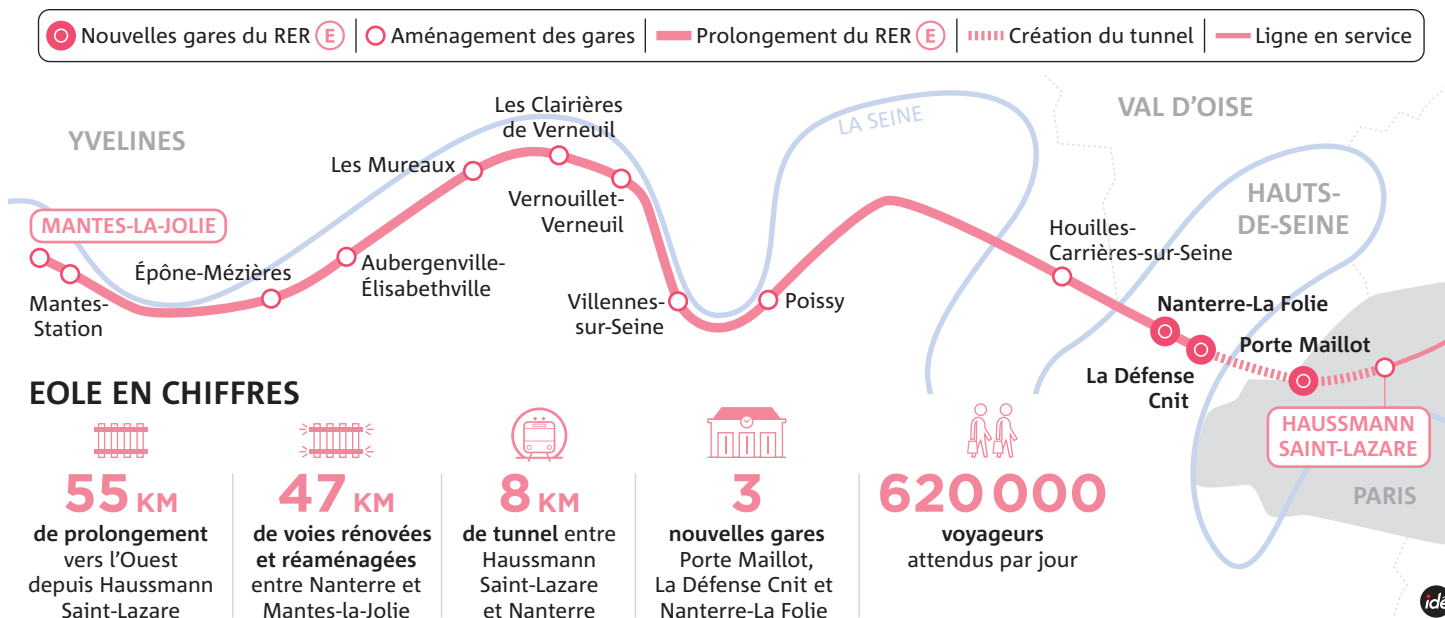 Nouvelles gares du RER E | Aménagement des gares | Prolongement du RER E | Création du tunnel | Ligne en service
YVELINES
Les Clairières
de Verneuil
LA SEINE
VAL D'OISE
Les Mureaux
Vernouillet-
Verneuil
HAUTS-
DE-SEINE
MANTES-LA-JOLIE
Houilles-
Carrières-sur-Seine
Épône-Mézières
Aubergenville-
Élisabethville
Mantes-
Station
Villennes-
sur-Seine
Poissy
Nanterre-La Folie
Porte Maillot
La Défense
Cnit
HAUSSMANN
SAINT-LAZARE
PARIS
EOLE EN CHIFFRES
55 KM
de prolongement
vers l'Ouest
depuis Haussmann
Saint-Lazare
47 KM
de voies rénovées
et réaménagées
entre Nanterre et
Mantes-la-Jolie
8 KM
de tunnel entre
Haussmann
Saint-Lazare
et Nanterre
3
nouvelles gares
Porte Maillot,
La Défense Cnit et
Nanterre-La Folie
620 000
voyageurs
attendus par jour
idé